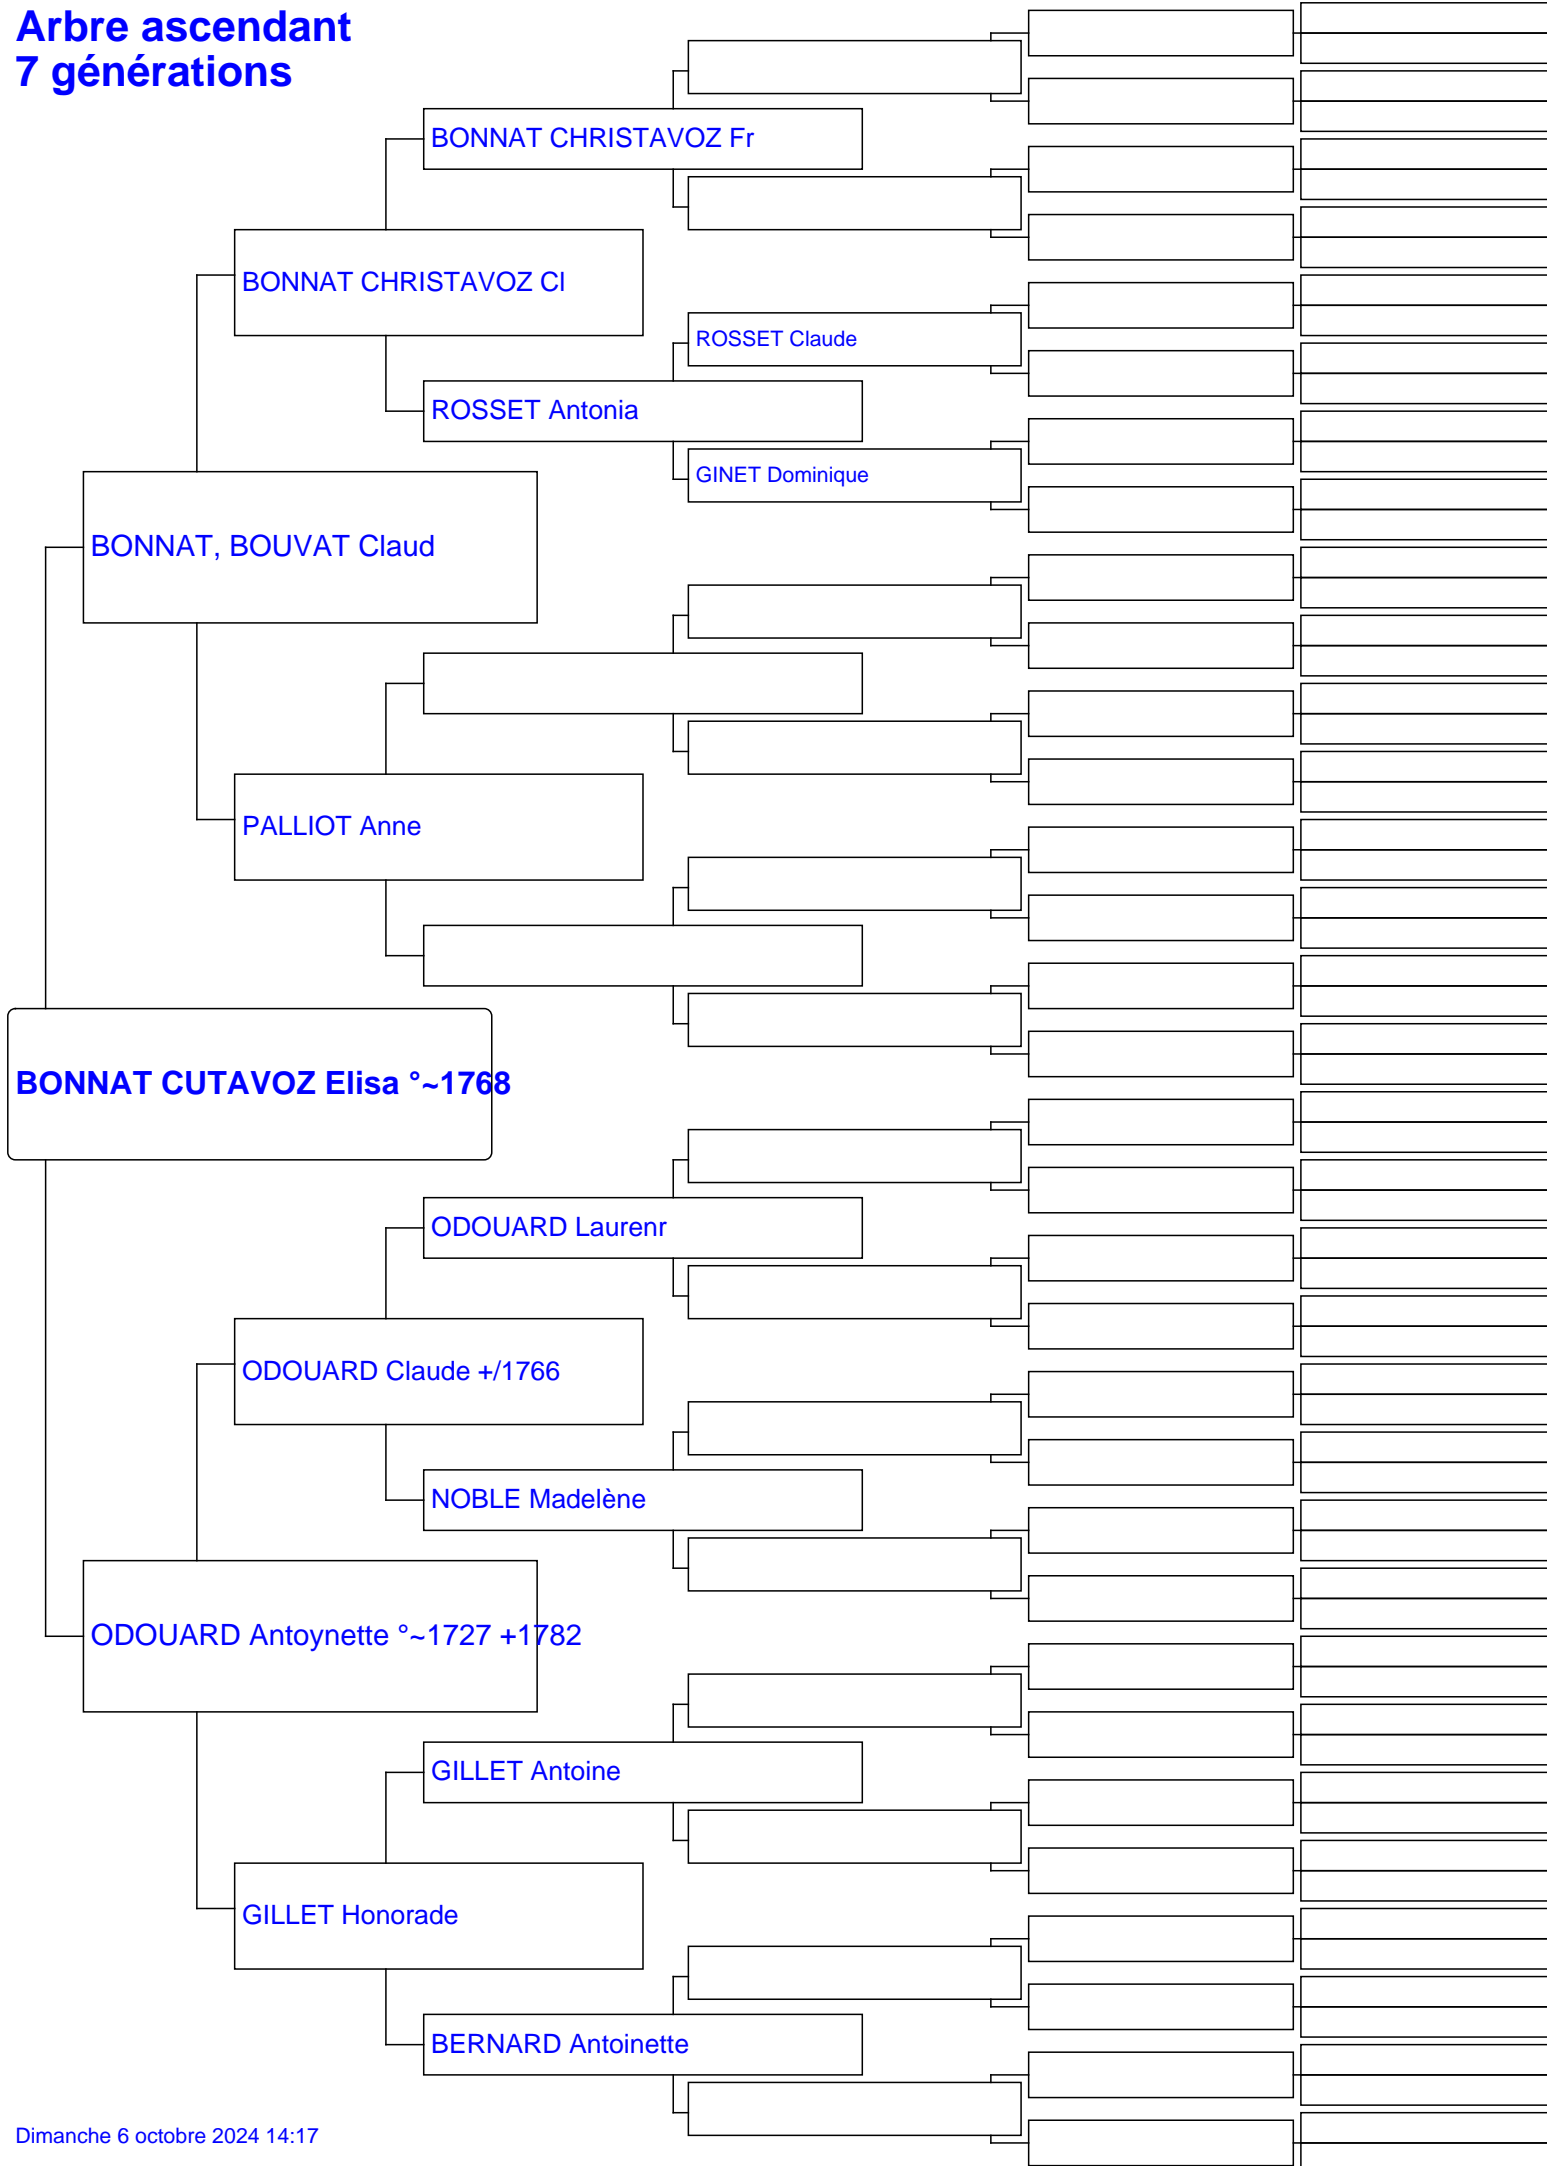 Arbre ascendant
7 générations
BONNAT CHRISTAVOZ Fr
BONNAT CHRISTAVOZ Cl
ROSSET Claude
ROSSET Antonia
GINET Dominique
BONNAT, BOUVAT Claud
PALLIOT Anne
BONNAT CUTAVOZ Elisa °~1768
ODOUARD Laurenr
ODOUARD Claude +/1766
NOBLE Madelène
ODOUARD Antoynette °~1727 +1782
GILLET Antoine
GILLET Honorade
BERNARD Antoinette
Dimanche 6 octobre 2024 14:17